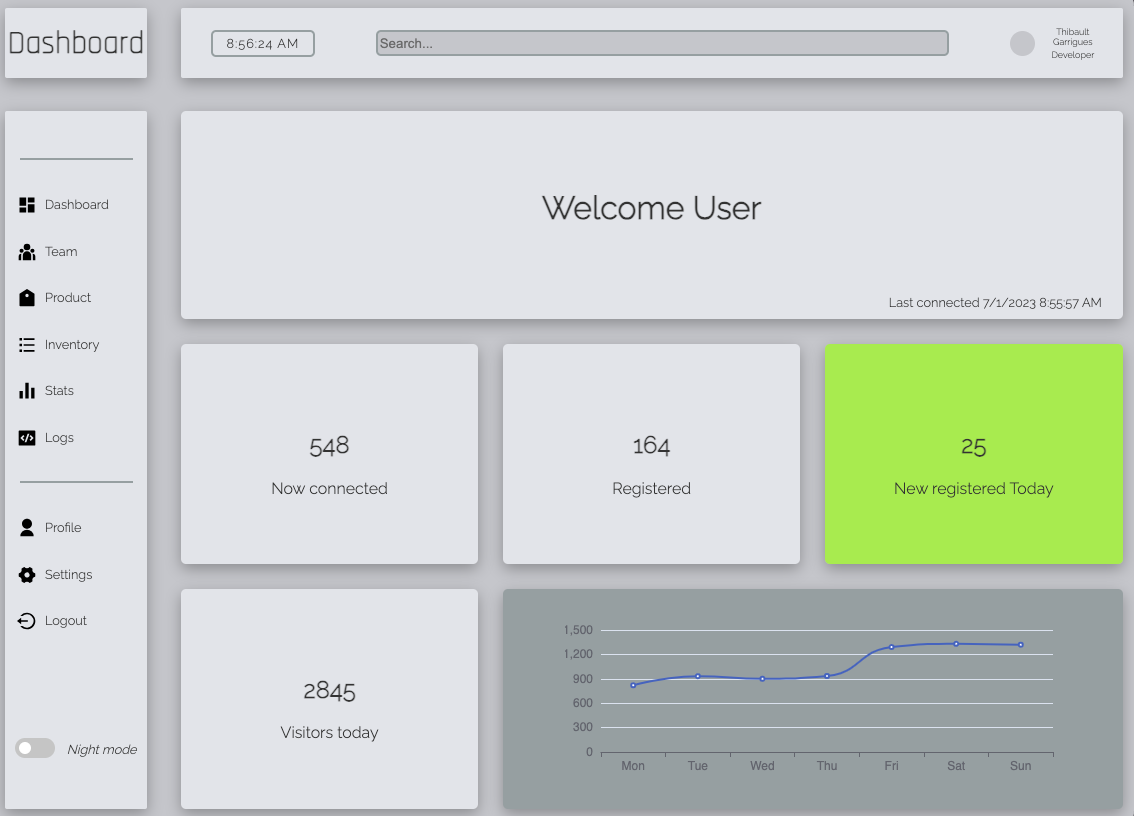 Dashboard
8:56:24 AM
Search...
Thibault
Garrigues
Developer
Dashboard
Team
Product
Inventory
Stats
Logs
Profile
Settings
Logout
Night mode
Welcome User
Last connected 7/1/2023 8:55:57 AM
548
Now connected
164
Registered
25
New registered Today
2845
Visitors today
1,500
1,200
900
600
300
0
Mon Tue Wed Thu Fri Sat Sun